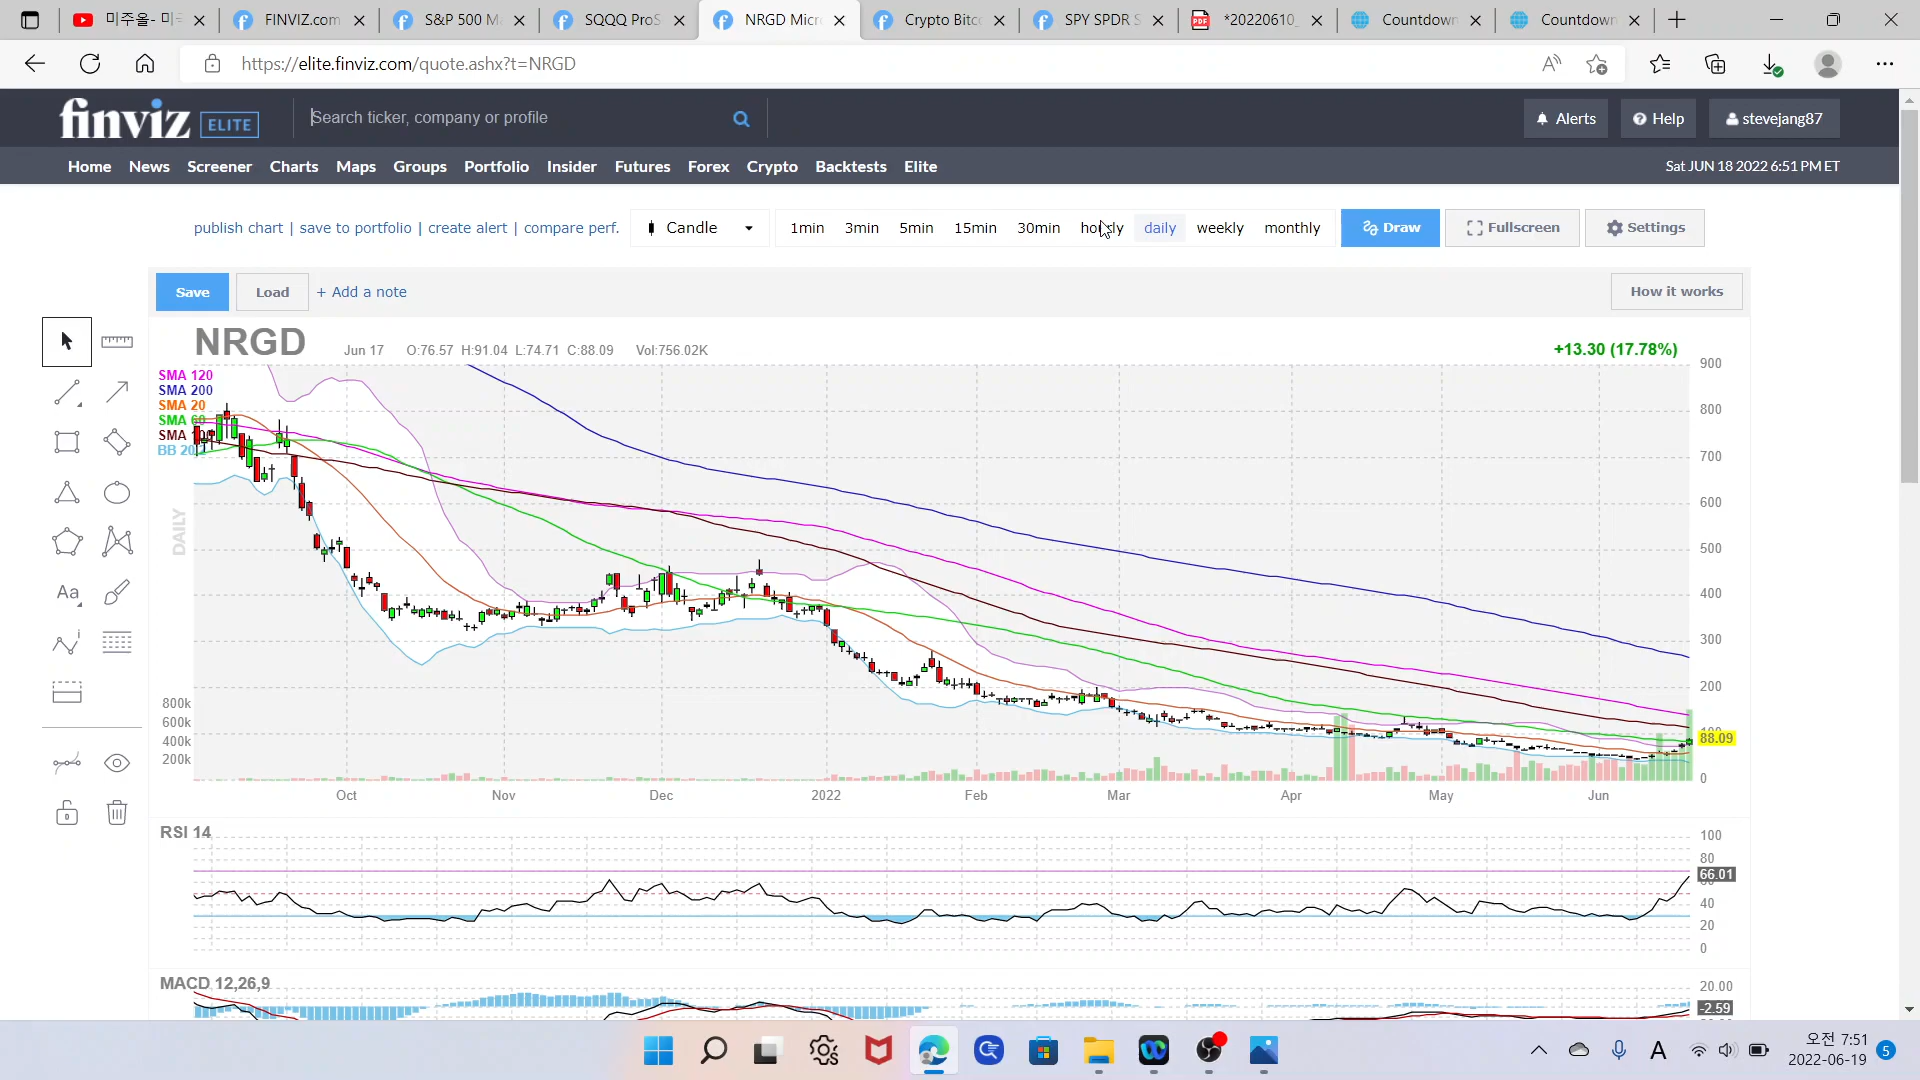 미주올- 미
FINVIZ.com
S&P 500 M
SQQQ ProS
NRGD Micr
Crypto Bitc
SPY SPDR S
*20220610_
Countdown
Countdown
https://elite.finviz.com/quote.ashx?t=NRGD
finviz ELITE
Search ticker, company or profile
Alerts
Help
stevejang87
Home News Screener Charts Maps Groups Portfolio Insider Futures Forex Crypto Backtests Elite
Sat JUN 18 2022 6:51 PM ET
publish chart | save to portfolio | create alert | compare perf.
Candle
1min 3min 5min 15min 30min hourly daily weekly monthly
Draw
Fullscreen
Settings
Save
Load
+ Add a note
How it works
NRGD
Jun 17 O:76.57 H:91.04 L:74.71 C:88.09 Vol:756.02K
+13.30 (17.78%)
SMA 120
SMA 200
SMA 20
SMA 60
SMA
BB 20
DAILY
900
800
700
600
500
400
300
200
88.09
0
800k
600k
400k
200k
Oct Nov Dec 2022 Feb Mar Apr May Jun
Aa
RSI 14
100
80
66.01
40
20
0
MACD 12,26,9
20.00
-2.59
A
오전 7:51
2022-06-19
5